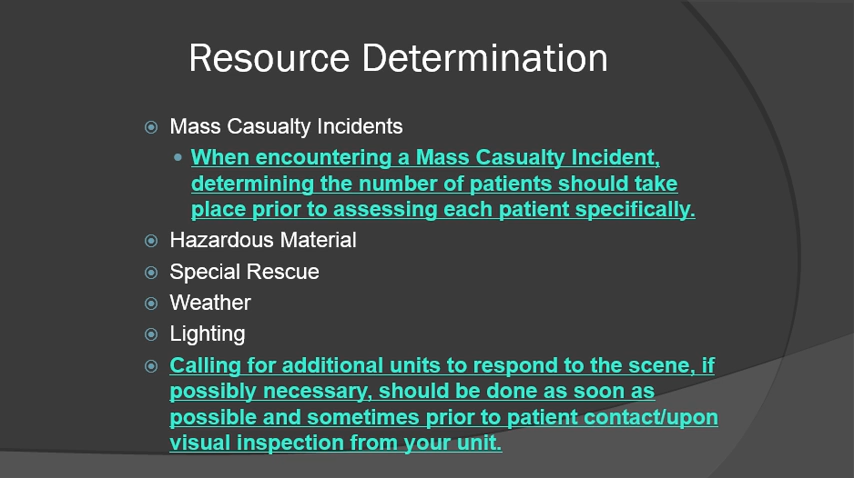 Resource Determination
Mass Casualty Incidents
When encountering a Mass Casualty Incident,
determining the number of patients should take
place prior to assessing each patient specifically.
Hazardous Material
Special Rescue
Weather
Lighting
Calling for additional units to respond to the scene, if
possibly necessary, should be done as soon as
possible and sometimes prior to patient contact/upon
visual inspection from your unit.